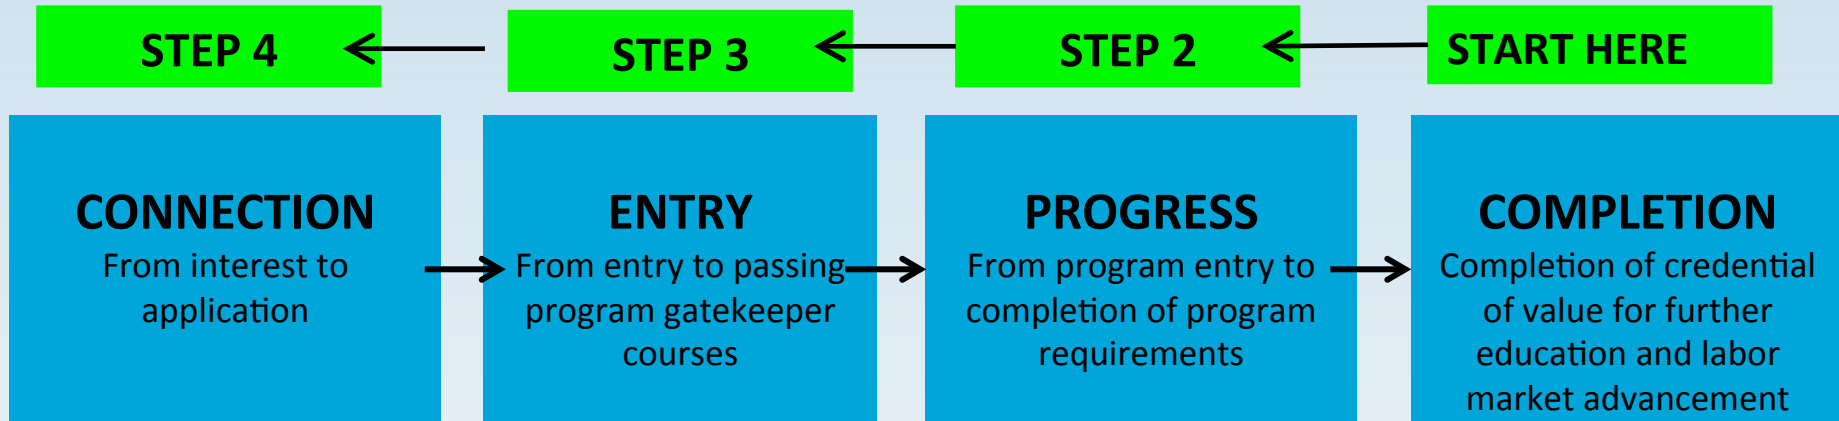 STEP 4
STEP 3
STEP 2
START HERE
CONNECTION
From interest to
application
ENTRY
From entry to passing
program gatekeeper
courses
PROGRESS
From program entry to
completion of program
requirements
COMPLETION
Completion of credential
of value for further
education and labor
market advancement